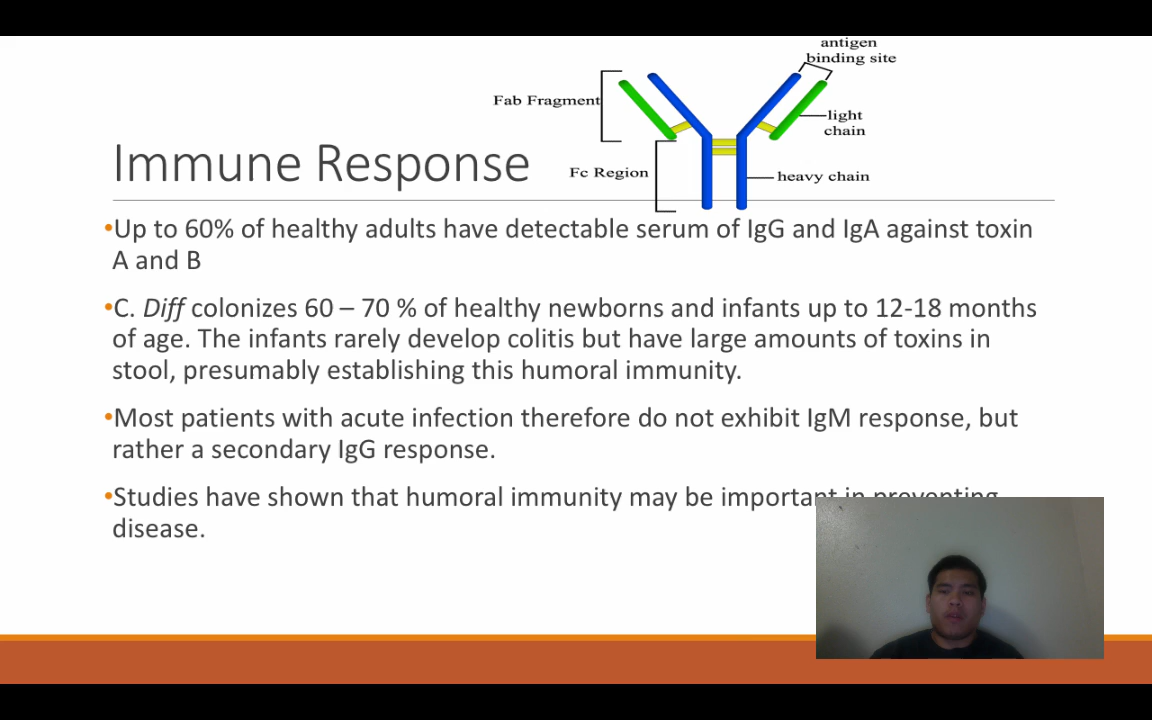 antigen
binding site
Fab Fragment
light
chain
Immune Response
Fc Region
heavy chain
•Up to 60% of healthy adults have detectable serum of IgG and IgA against toxin
A and B
•C. Diff colonizes 60 – 70 % of healthy newborns and infants up to 12-18 months
of age. The infants rarely develop colitis but have large amounts of toxins in
stool, presumably establishing this humoral immunity.
•Most patients with acute infection therefore do not exhibit IgM response, but
rather a secondary IgG response.
•Studies have shown that humoral immunity may be important in preventing
disease.